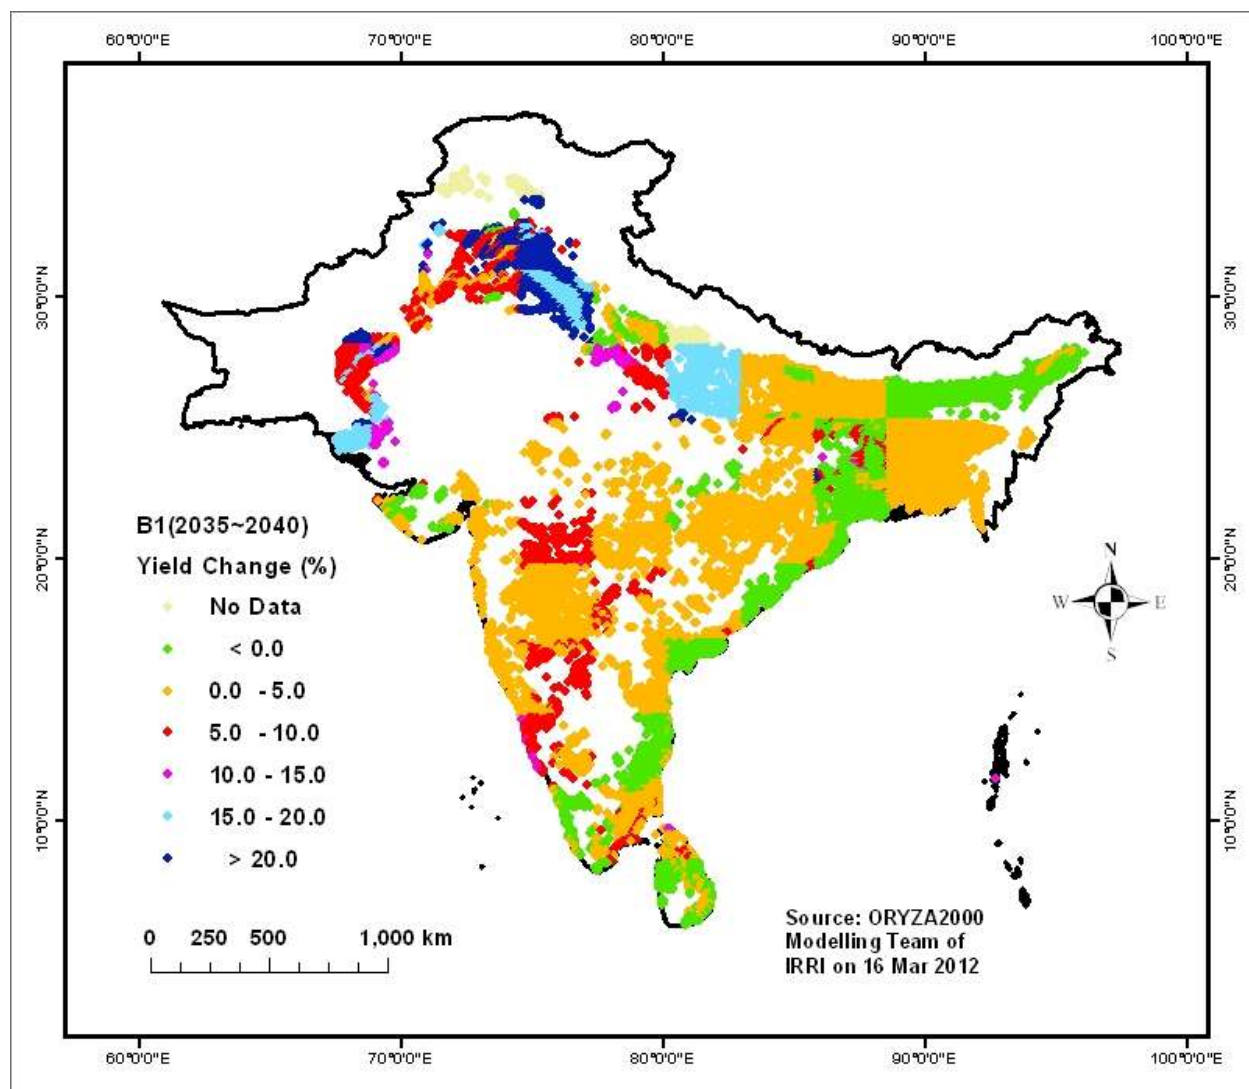 60°0'0"E 70°0'0"E 80°0'0"E 90°0'0"E 100°0'0"E
30°0'0"N 30°0'0"N
B1(2035~2040)
Yield Change (%)
No Data
< 0.0
0.0 - 5.0
5.0 - 10.0
10.0 - 15.0
15.0 - 20.0
> 20.0
20°0'0"N 20°0'0"N
N
W E
S
10°0'0"N 10°0'0"N
0 250 500 1,000 km
Source: ORYZA2000
Modelling Team of
IRRI on 16 Mar 2012
60°0'0"E 70°0'0"E 80°0'0"E 90°0'0"E 100°0'0"E